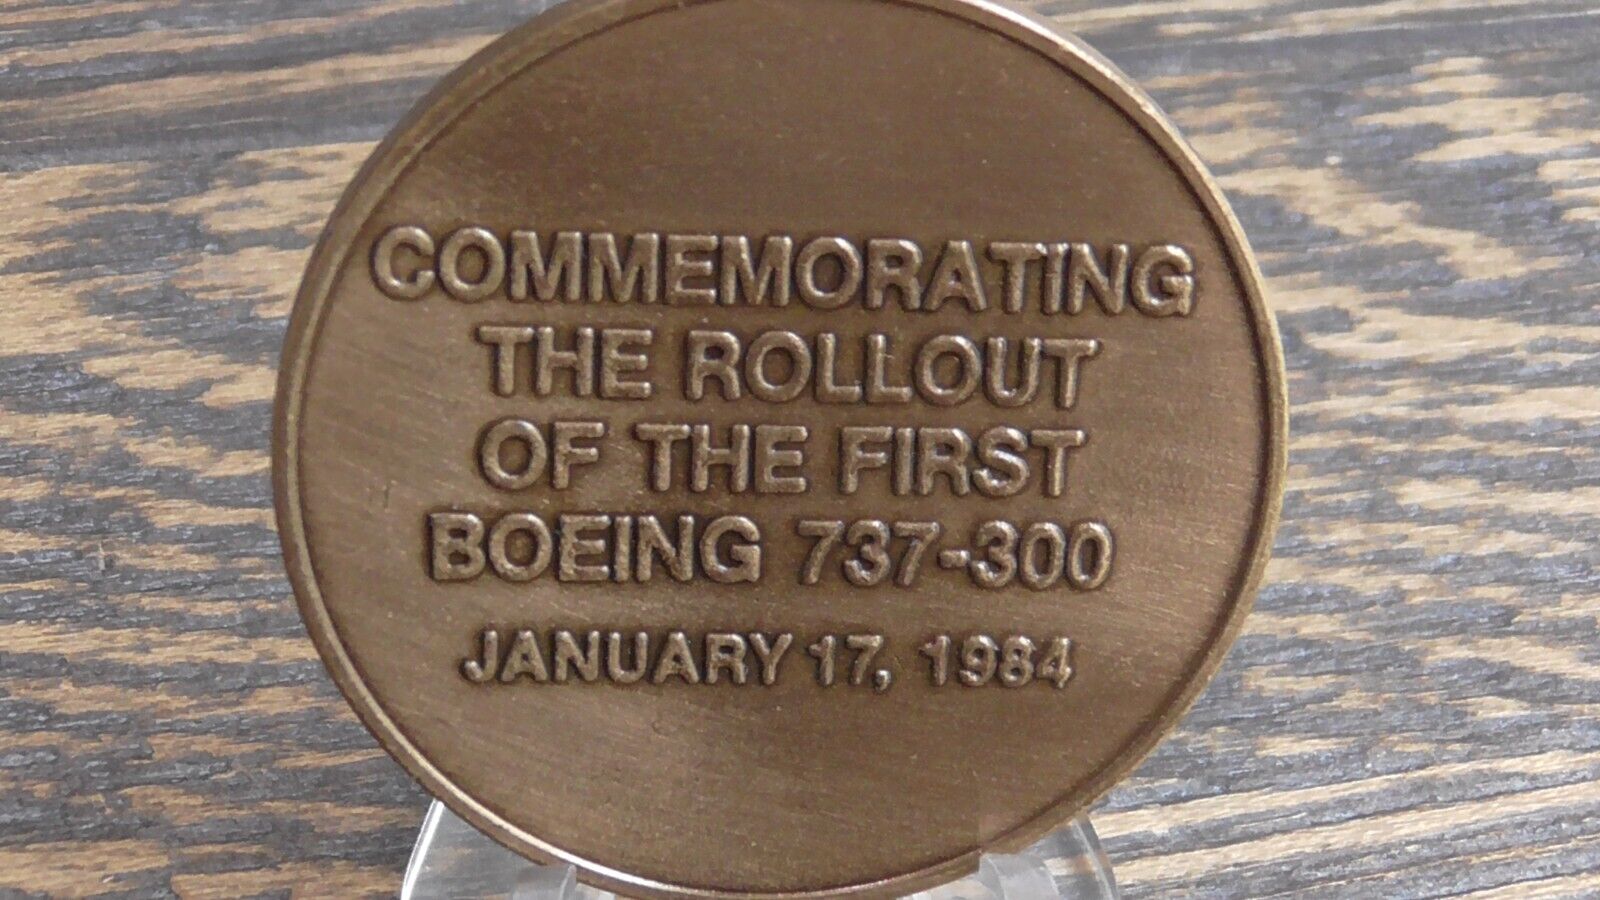 COMMEMORATING
THE ROLLOUT
OF THE FIRST
BOEING 737-300
JANUARY 17, 1984